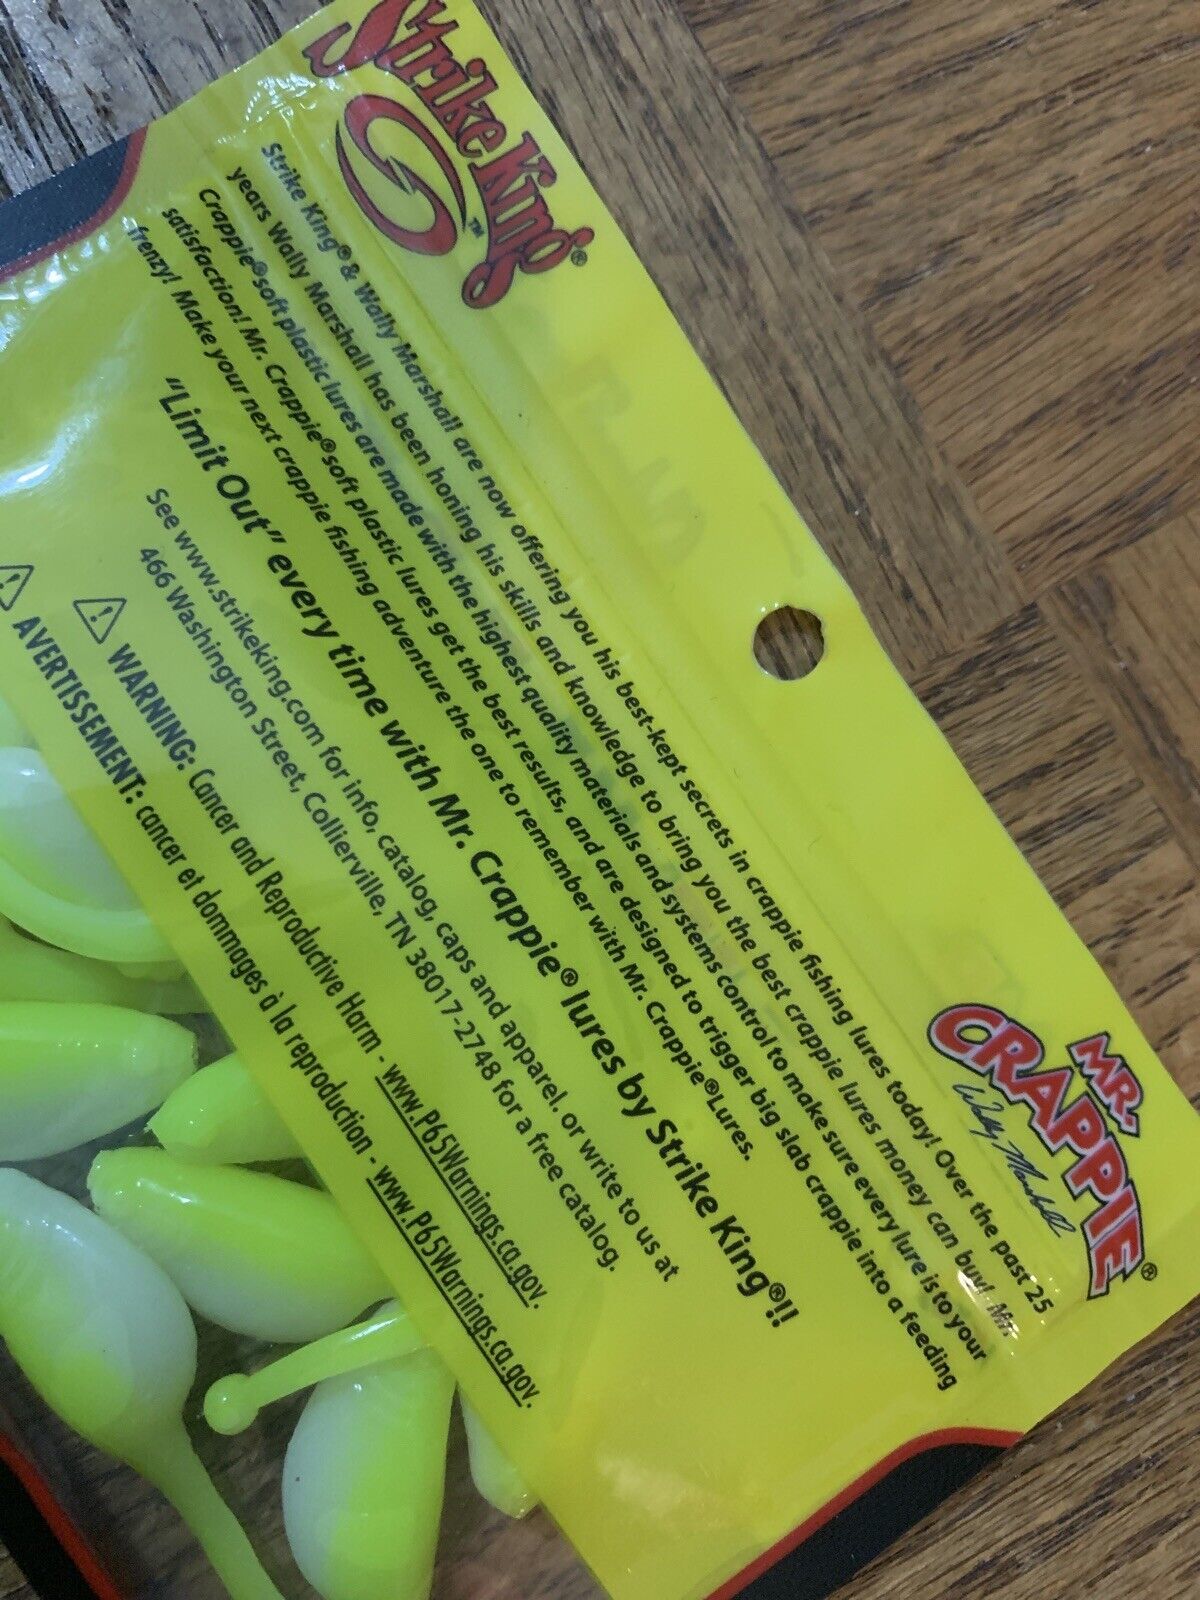 Strike King®
™
MR.
CRAPPIE®
Wally Marshall
Strike King® & Wally Marshall are now offering you his best-kept secrets in crappie fishing lures today! Over the past 25
years Wally Marshall has been honing his skills and knowledge to bring you the best crappie lures money can buy! Mr.
Crappie® soft plastic lures are made with the highest quality materials and systems control to make sure every lure is to your
satisfaction! Mr. Crappie® soft plastic lures get the best results, and are designed to trigger big slab crappie into a feeding
frenzy! Make your next crappie fishing adventure the one to remember with Mr. Crappie® Lures.
"Limit Out" every time with Mr. Crappie® lures by Strike King®!!
See www.strikeking.com for info, catalog, caps and apparel. or write to us at
466 Washington Street, Collierville, TN 38017-2748 for a free catalog.
⚠ WARNING: Cancer and Reproductive Harm - www.P65Warnings.ca.gov.
⚠ AVERTISSEMENT: cancer et dommages à la reproduction - www.P65Warnings.ca.gov.